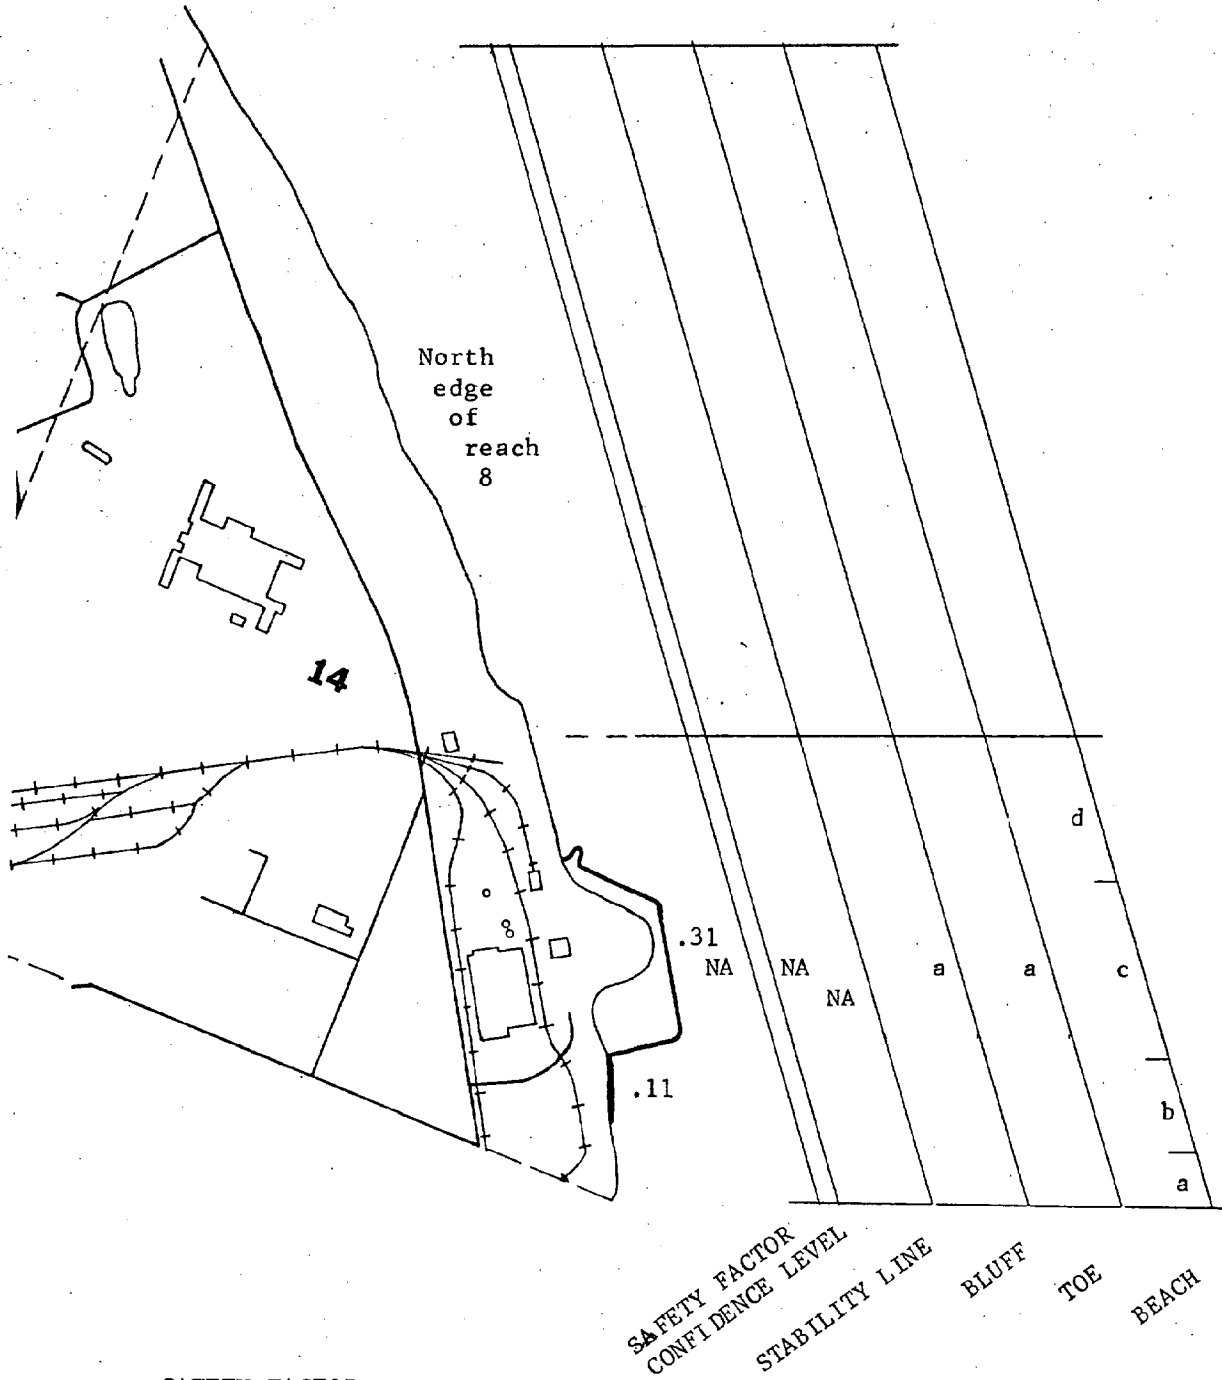 North
edge
of
reach
8
14
d
.31
NA
NA
a
a
c
NA
.11
b
a
SAFETY FACTOR
CONFIDENCE LEVEL
STABILITY LINE
BLUFF
TOE
BEACH